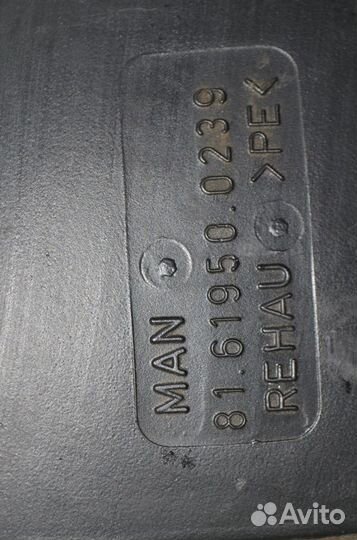 MAN
81.61950.0239
REHAU >PE<
Avito